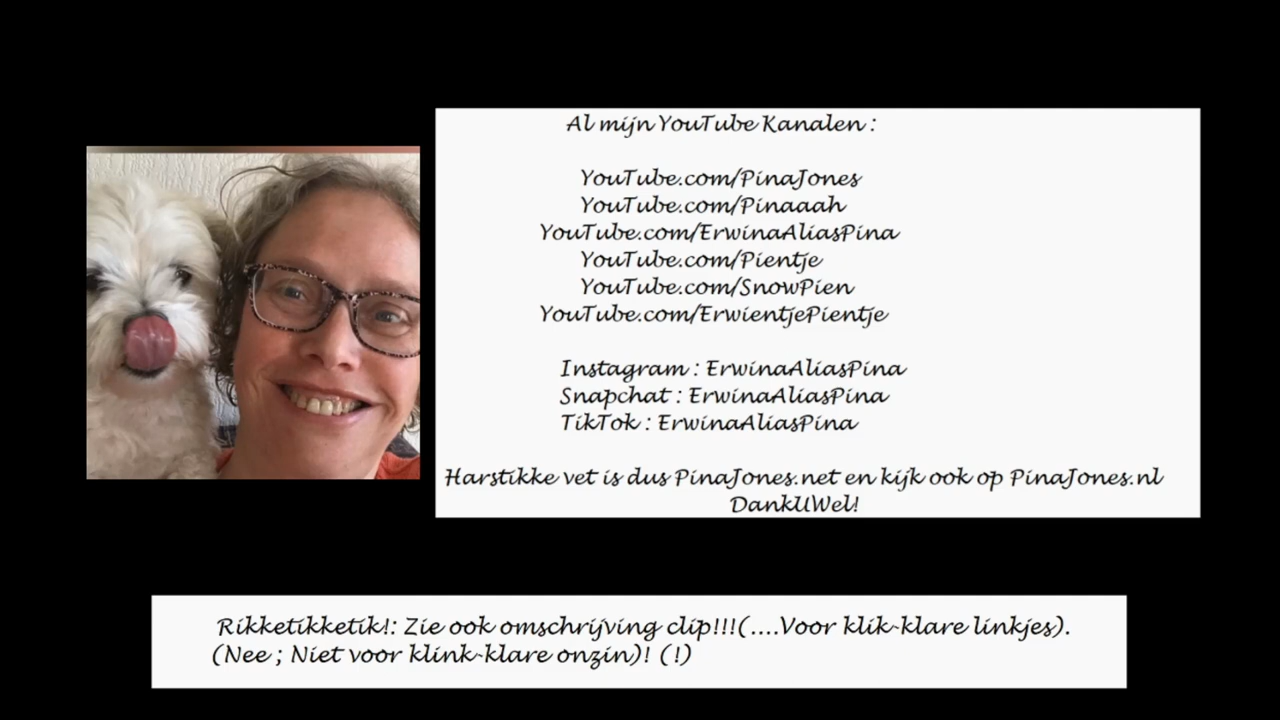 Al mijn YouTube Kanalen :
YouTube.com/PinaJones
YouTube.com/Pinaaah
YouTube.com/ErwinaAliasPina
YouTube.com/Pientje
YouTube.com/SnowPien
YouTube.com/ErwientjePientje
Instagram : ErwinaAliasPina
Snapchat : ErwinaAliasPina
TikTok : ErwinaAliasPina
Harstikke vet is dus PinaJones.net en kijk ook op PinaJones.nl
DankUWel!
Rikketikketik!: Zie ook omschrijving clip!!!(....Voor klik-klare linkjes).
(Nee ; Niet voor klink-klare onzin)! (!)